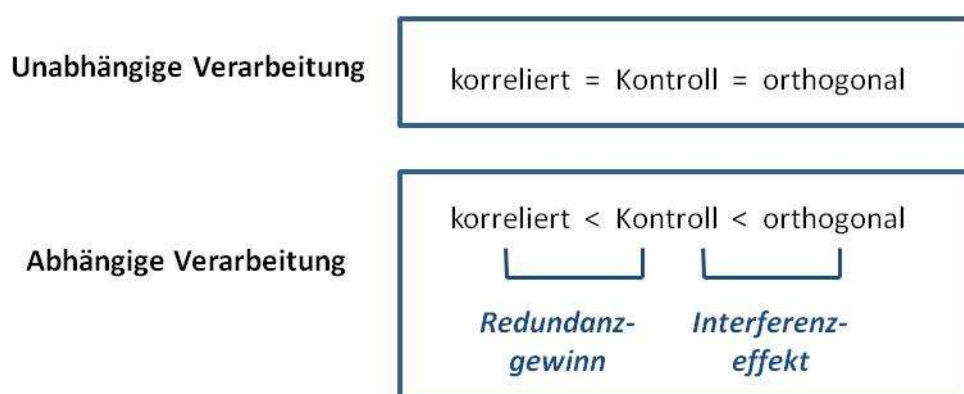 Unabhängige Verarbeitung
korreliert = Kontroll = orthogonal
Abhängige Verarbeitung
korreliert < Kontroll < orthogonal
Redundanz-
gewinn
Interferenz-
effekt